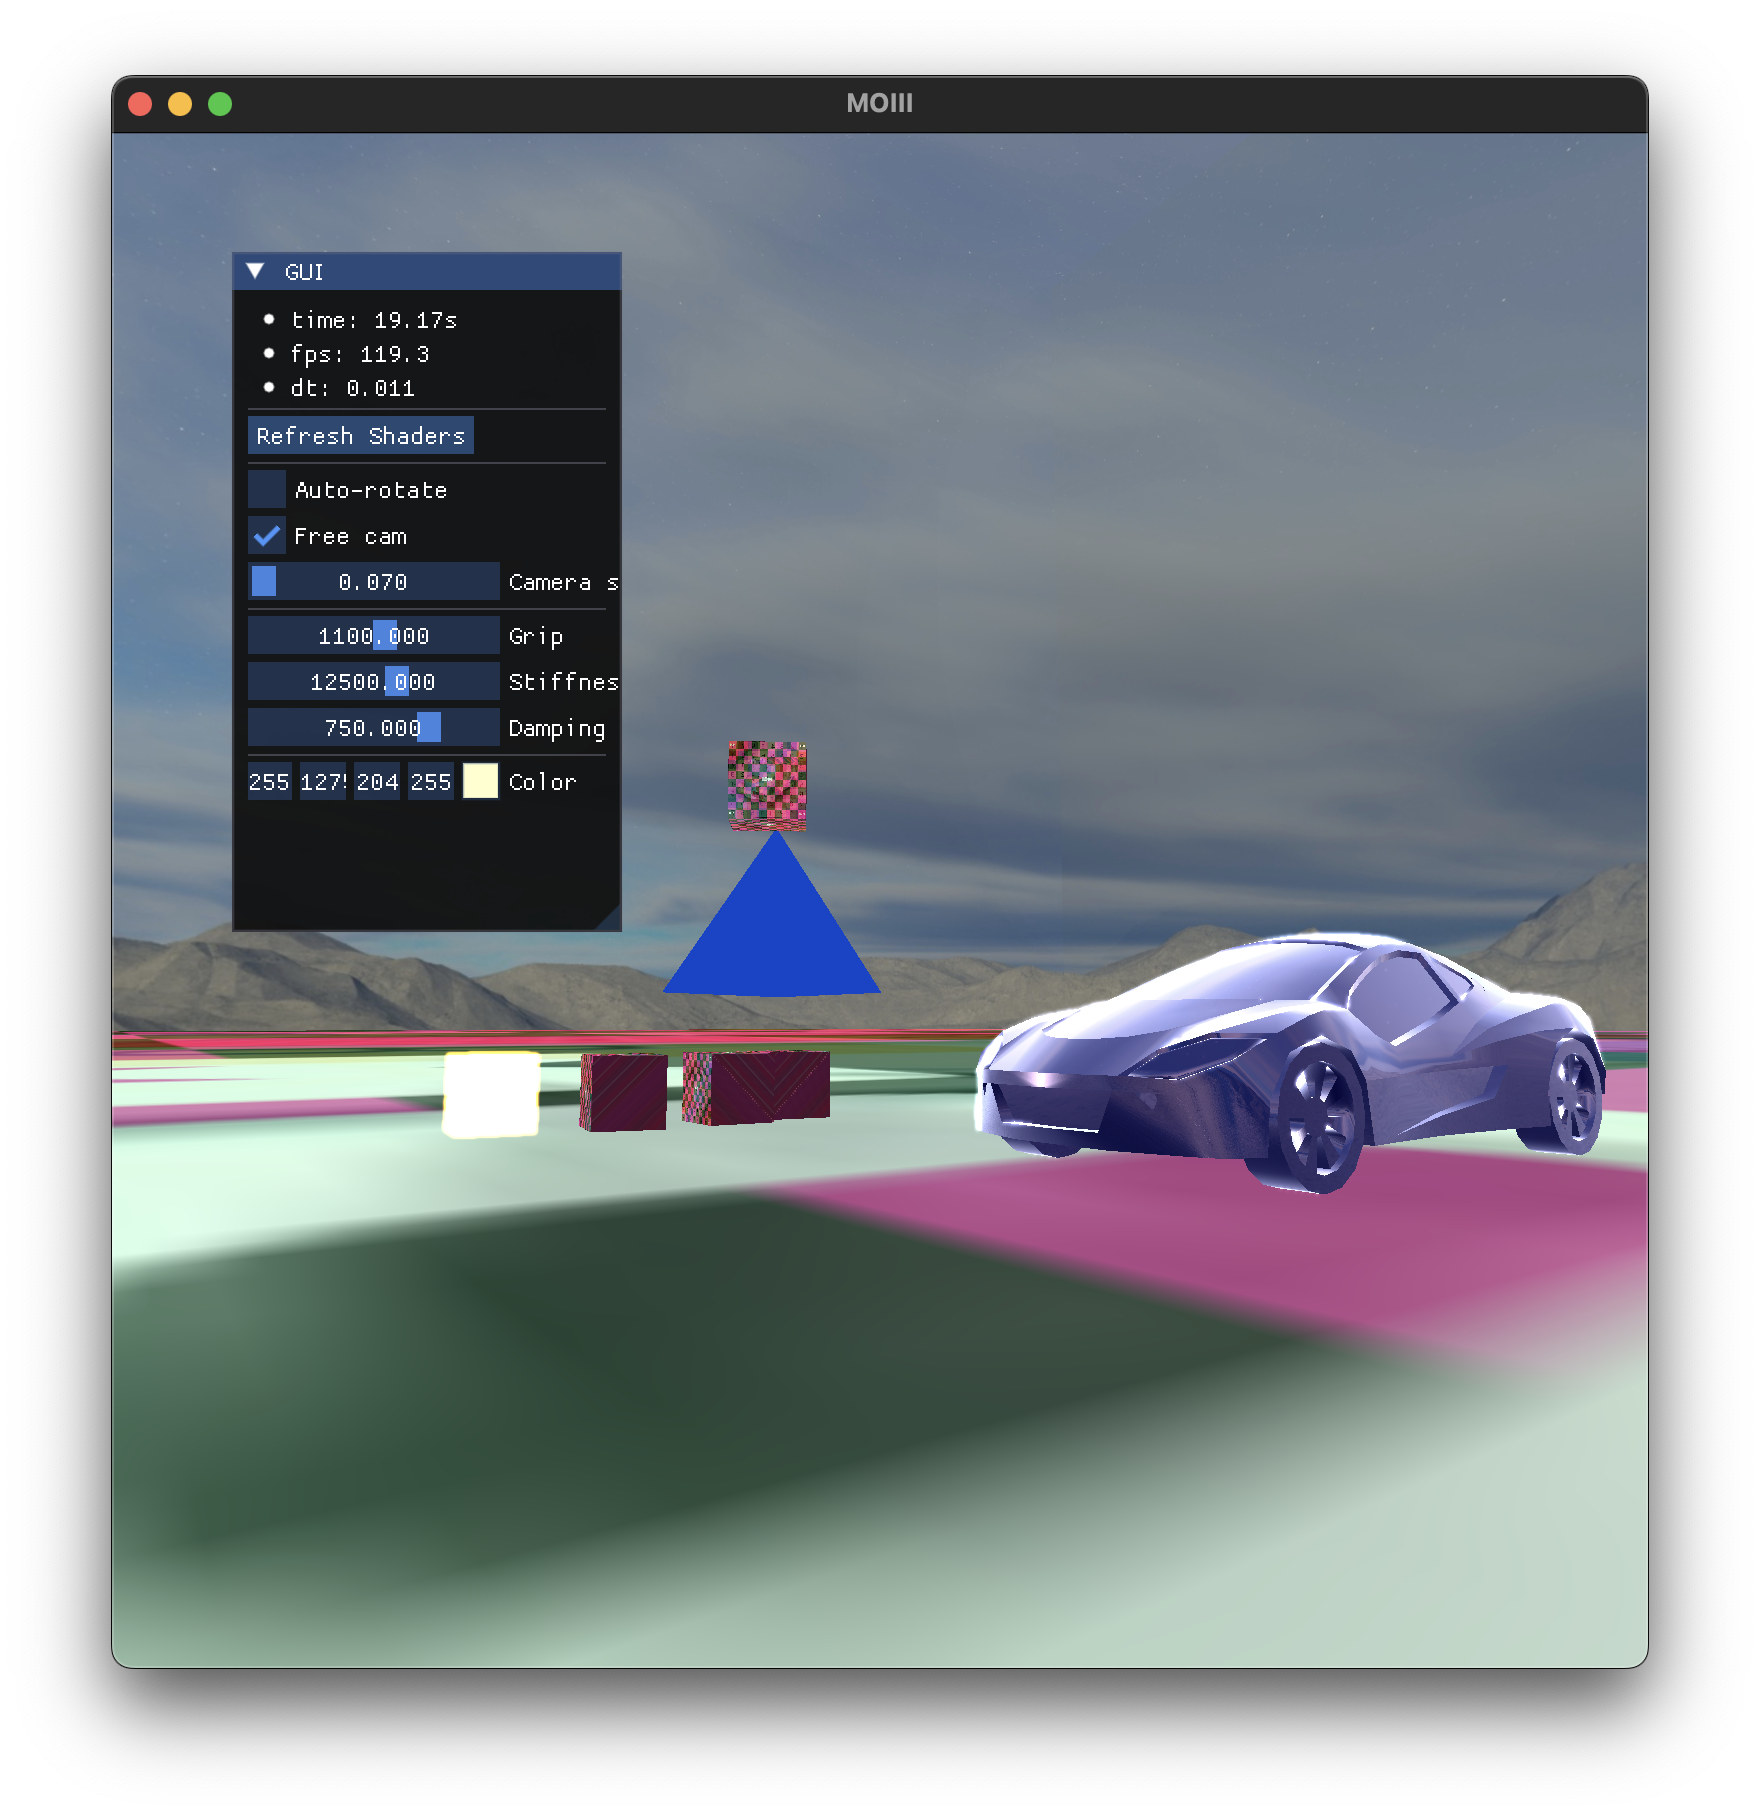 MOIII
GUI
time: 19.17s
fps: 119.3
dt: 0.011
Refresh Shaders
Auto-rotate
Free cam
0.070 Camera s
1100.000 Grip
12500.000 Stiffnes
750.000 Damping
255 127 204 255 Color